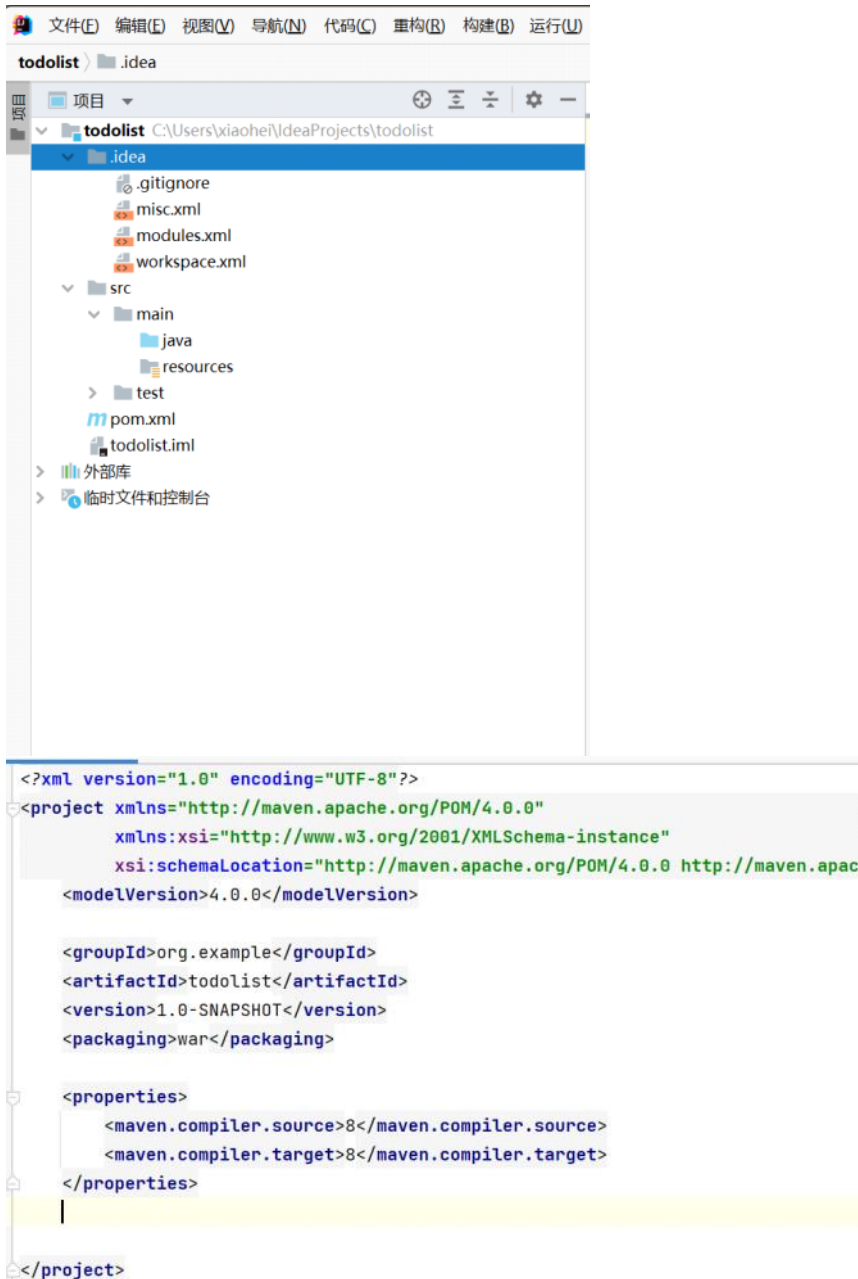 文件(F) 编辑(E) 视图(V) 导航(N) 代码(C) 重构(R) 构建(B) 运行(U)
todolist .idea
项目
项目
todolist C:\Users\xiaohei\IdeaProjects\todolist
.idea
.gitignore
misc.xml
modules.xml
workspace.xml
src
main
java
resources
test
pom.xml
todolist.iml
外部库
临时文件和控制台
<?xml version="1.0" encoding="UTF-8"?>
<project xmlns="http://maven.apache.org/POM/4.0.0"
xmlns:xsi="http://www.w3.org/2001/XMLSchema-instance"
xsi:schemaLocation="http://maven.apache.org/POM/4.0.0 http://maven.apac
<modelVersion>4.0.0</modelVersion>
<groupId>org.example</groupId>
<artifactId>todolist</artifactId>
<version>1.0-SNAPSHOT</version>
<packaging>war</packaging>
<properties>
<maven.compiler.source>8</maven.compiler.source>
<maven.compiler.target>8</maven.compiler.target>
</properties>
</project>